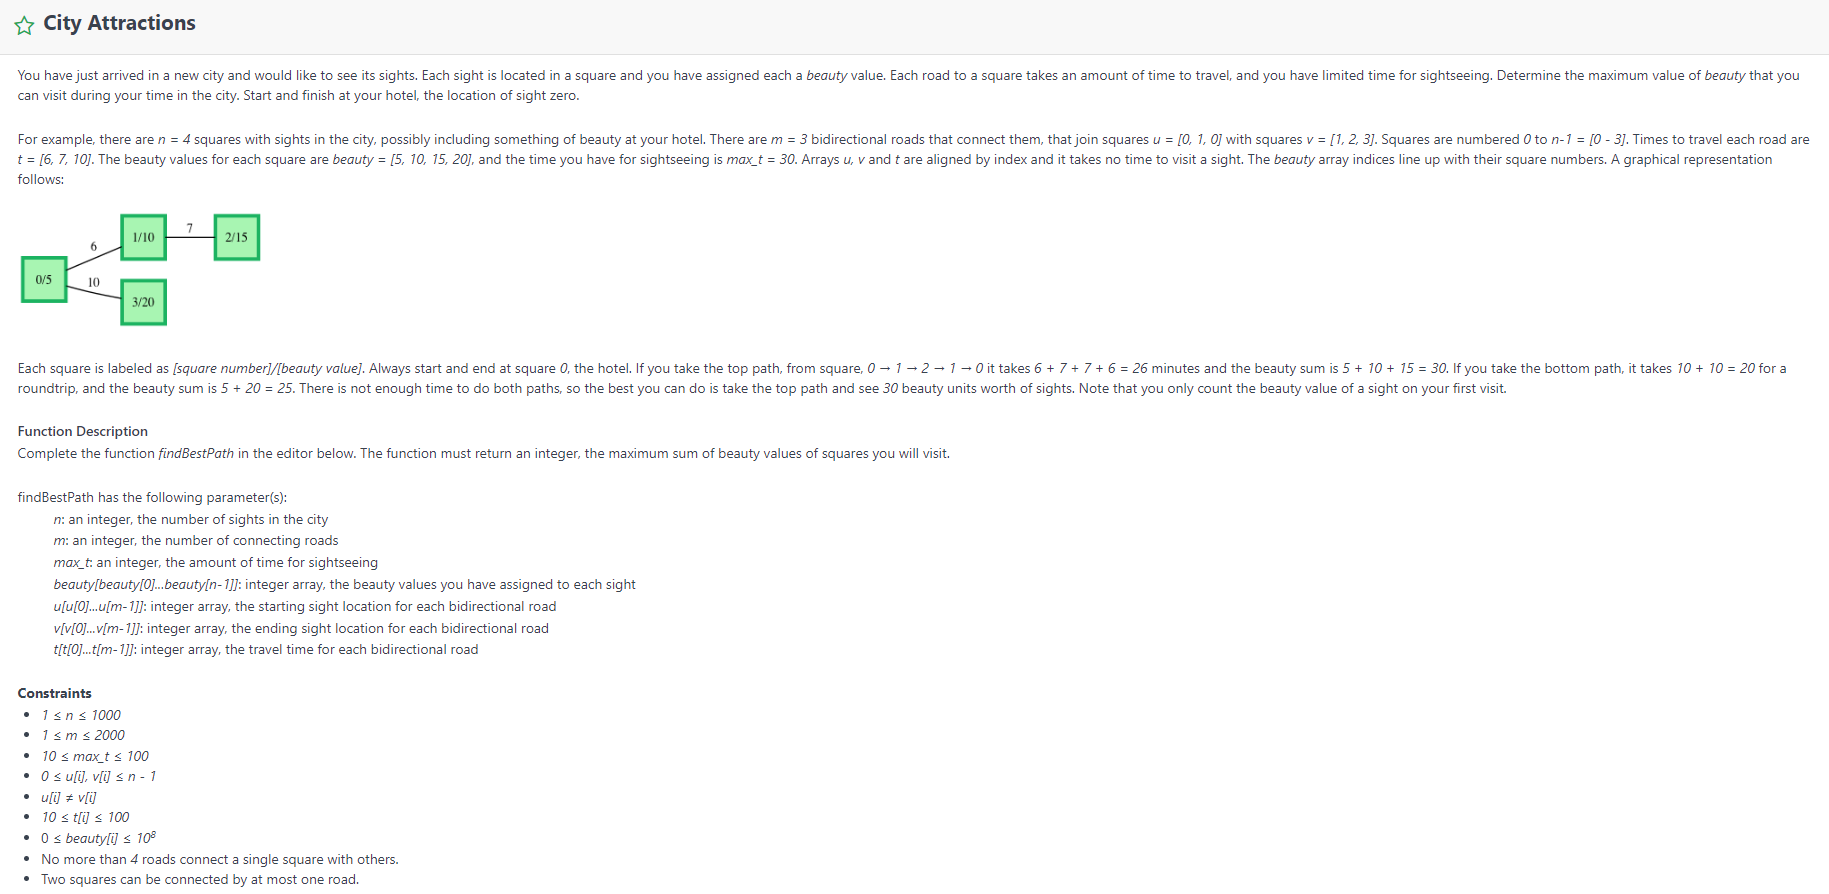 City Attractions
You have just arrived in a new city and would like to see its sights. Each sight is located in a square and you have assigned each a beauty value. Each road to a square takes an amount of time to travel, and you have limited time for sightseeing. Determine the maximum value of beauty that you
can visit during your time in the city. Start and finish at your hotel, the location of sight zero.
For example, there are n = 4 squares with sights in the city, possibly including something of beauty at your hotel. There are m = 3 bidirectional roads that connect them, that join squares u = [0, 1, 0] with squares v = [1, 2, 3]. Squares are numbered 0 to n-1 = [0 - 3]. Times to travel each road are
t = [6, 7, 10]. The beauty values for each square are beauty = [5, 10, 15, 20], and the time you have for sightseeing is max_t = 30. Arrays u, v and t are aligned by index and it takes no time to visit a sight. The beauty array indices line up with their square numbers. A graphical representation
follows:
1/10
7
2/15
6
0/5
10
3/20
Each square is labeled as [square number]/[beauty value]. Always start and end at square 0, the hotel. If you take the top path, from square, 0 → 1 → 2 → 1 → 0 it takes 6 + 7 + 7 + 6 = 26 minutes and the beauty sum is 5 + 10 + 15 = 30. If you take the bottom path, it takes 10 + 10 = 20 for a
roundtrip, and the beauty sum is 5 + 20 = 25. There is not enough time to do both paths, so the best you can do is take the top path and see 30 beauty units worth of sights. Note that you only count the beauty value of a sight on your first visit.
Function Description
Complete the function findBestPath in the editor below. The function must return an integer, the maximum sum of beauty values of squares you will visit.
findBestPath has the following parameter(s):
n: an integer, the number of sights in the city
m: an integer, the number of connecting roads
max_t: an integer, the amount of time for sightseeing
beauty[beauty[0]...beauty[n-1]]: integer array, the beauty values you have assigned to each sight
u[u[0]...u[m-1]]: integer array, the starting sight location for each bidirectional road
v[v[0]...v[m-1]]: integer array, the ending sight location for each bidirectional road
t[t[0]...t[m-1]]: integer array, the travel time for each bidirectional road
Constraints
• 1 ≤ n ≤ 1000
• 1 ≤ m ≤ 2000
• 10 ≤ max_t ≤ 100
• 0 ≤ u[i], v[i] ≤ n - 1
• u[i] ≠ v[i]
• 10 ≤ t[i] ≤ 100
• 0 ≤ beauty[i] ≤ 10⁸
• No more than 4 roads connect a single square with others.
• Two squares can be connected by at most one road.